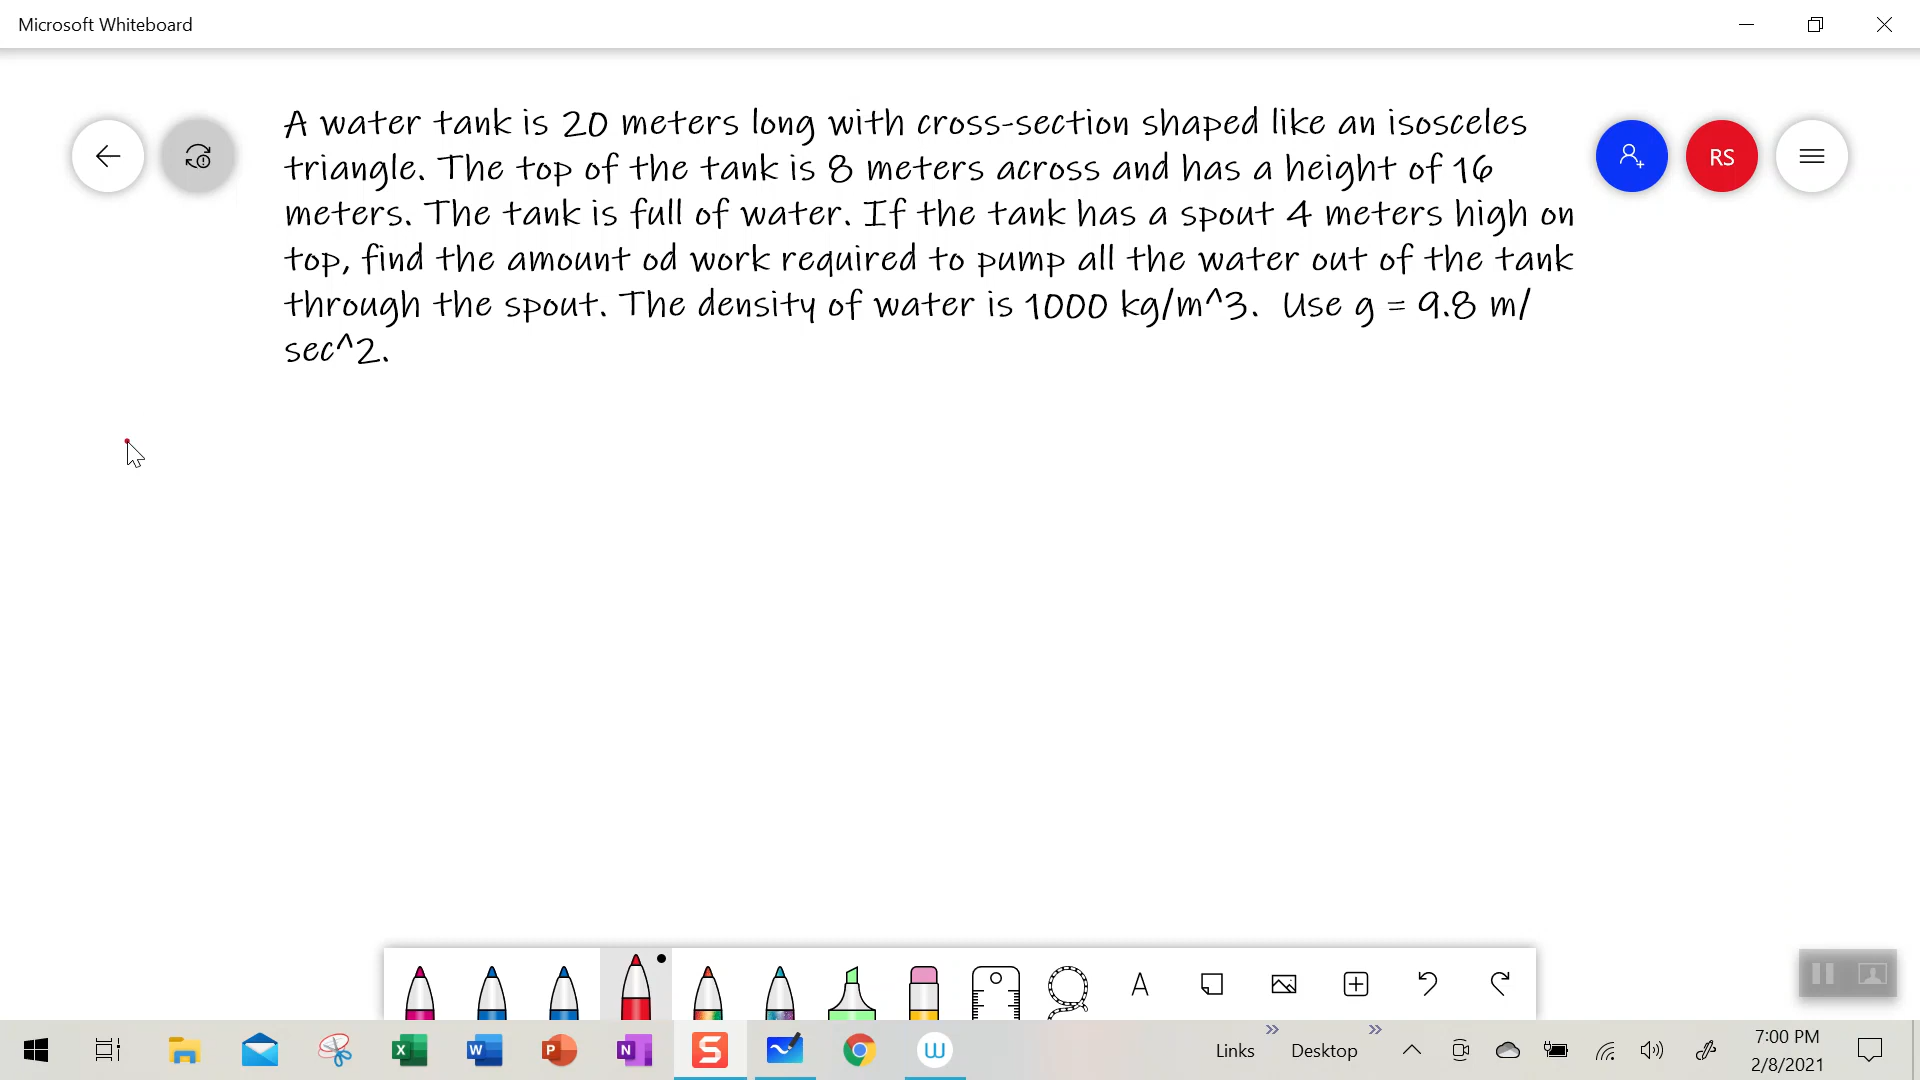 Microsoft Whiteboard
A water tank is 20 meters long with cross-section shaped like an isosceles
triangle. The top of the tank is 8 meters across and has a height of 16
meters. The tank is full of water. If the tank has a spout 4 meters high on
top, find the amount od work required to pump all the water out of the tank
through the spout. The density of water is 1000 kg/m^3. Use g = 9.8 m/
sec^2.
RS
A
X
W
P
N
S
W
Links
Desktop
7:00 PM
2/8/2021